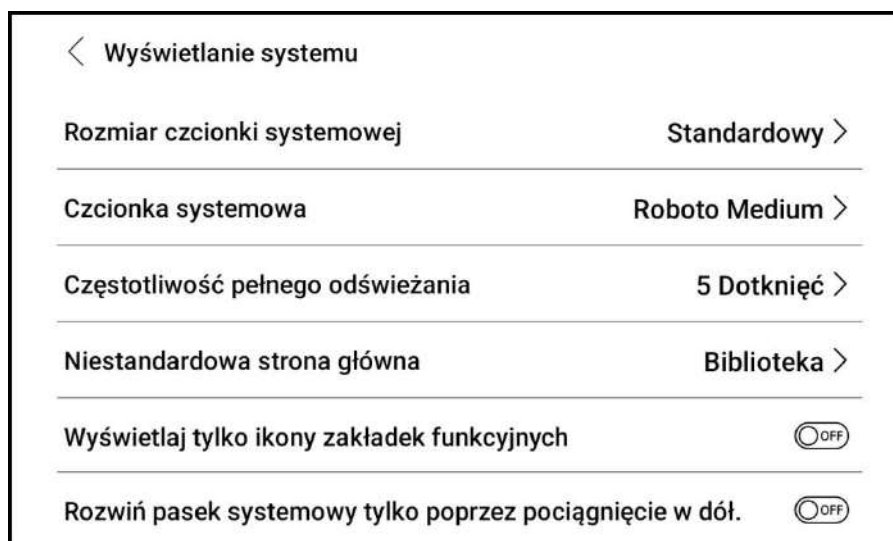 Wyświetlanie systemu
Rozmiar czcionki systemowej Standardowy
Czcionka systemowa Roboto Medium
Częstotliwość pełnego odświeżania 5 Dotknięć
Niestandardowa strona główna Biblioteka
Wyświetlaj tylko ikony zakładek funkcyjnych OFF
Rozwiń pasek systemowy tylko poprzez pociągnięcie w dół. OFF